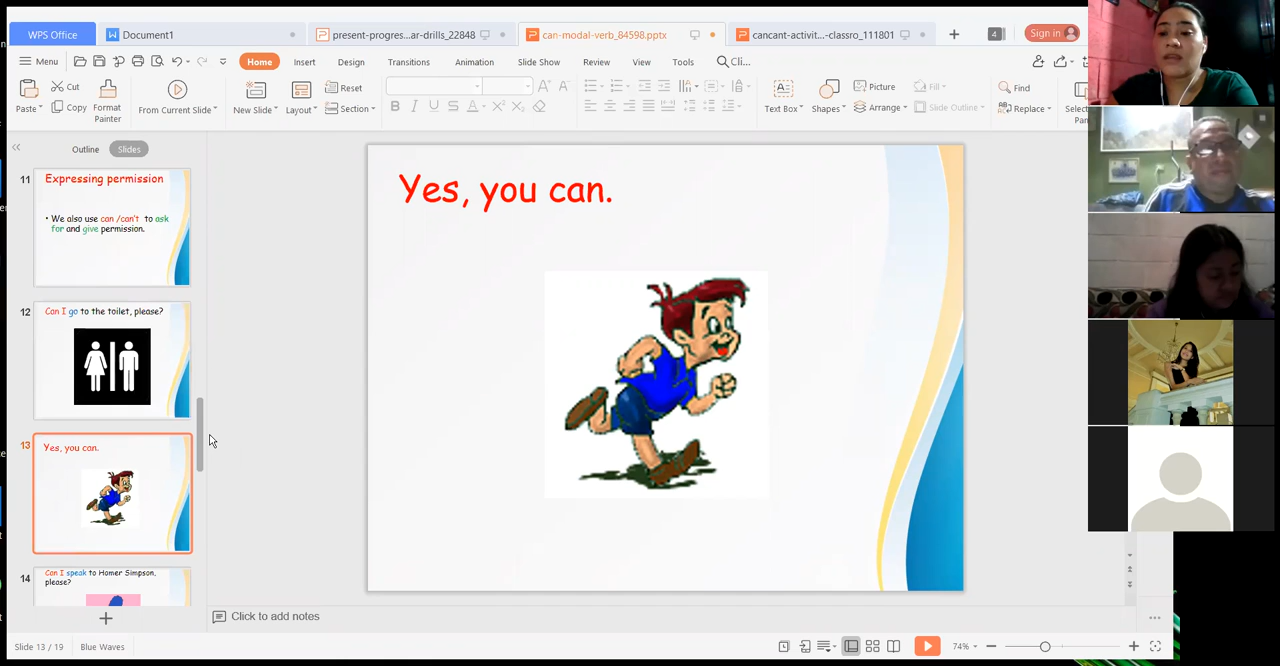 WPS Office
Document1
present-progres...ar-drills_22848
can-modal-verb_84598.pptx
cancant-activit...-classro_111801
4
Sign in
Menu
Home
Insert
Design
Transitions
Animation
Slide Show
Review
View
Tools
Cli...
Paste
Cut
Copy
Format
Painter
From Current Slide
New Slide
Layout
Reset
Section
B I U S A X² X₂
Text Box
Shapes
Picture
Arrange
Fill
Slide Outline
Find
Replace
Outline
Slides
11
Expressing permission
• We also use can /can't to ask
for and give permission.
12
Can I go to the toilet, please?
13
Yes, you can.
14
Can I speak to Homer Simpson,
please?
Yes, you can.
Click to add notes
Slide 13 / 19
Blue Waves
74%